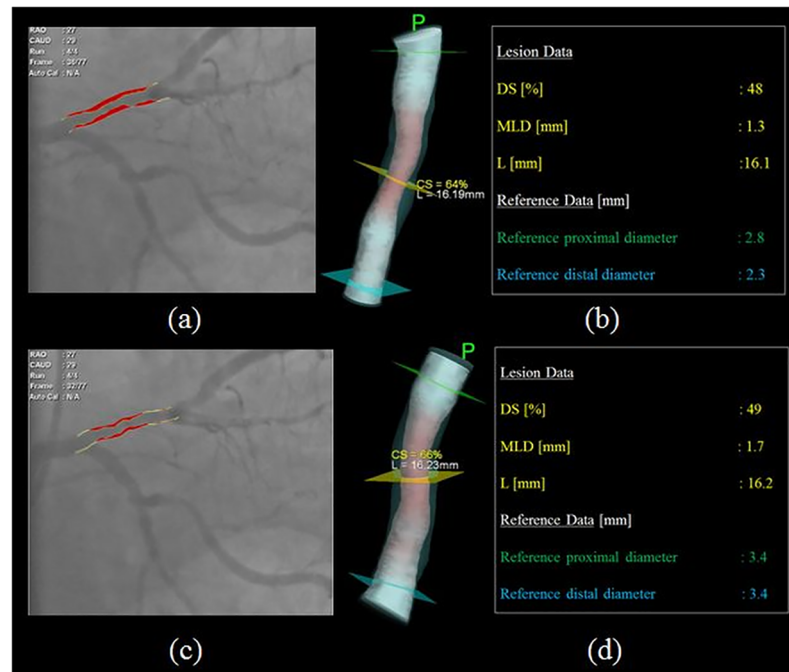 RAO : 27
CAUD : 29
Run : 4/4
Frame : 36/77
Auto Cal : N/A
P
CS = 64%
L = 16.19mm
Lesion Data
DS [%] : 48
MLD [mm] : 1.3
L [mm] :16.1
Reference Data [mm]
Reference proximal diameter : 2.8
Reference distal diameter : 2.3
(a)
(b)
RAO : 27
CAUD : 29
Run : 4/4
Frame : 32/77
Auto Cal : N/A
P
CS = 66%
L = 16.23mm
Lesion Data
DS [%] : 49
MLD [mm] : 1.7
L [mm] : 16.2
Reference Data [mm]
Reference proximal diameter : 3.4
Reference distal diameter : 3.4
(c)
(d)